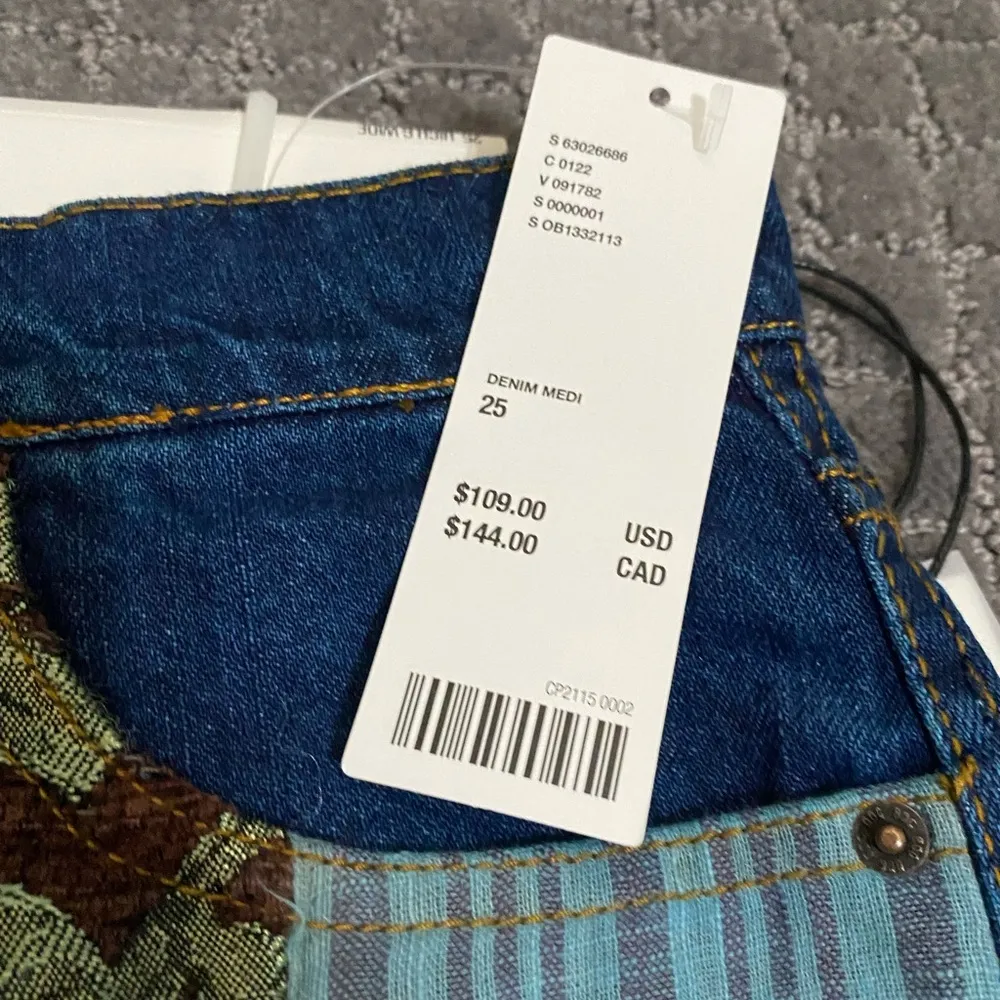 S 63026686
C 0122
V 091782
S 0000001
S OB1332113
DENIM MEDI
25
$109.00 USD
$144.00 CAD
CP2115 0002